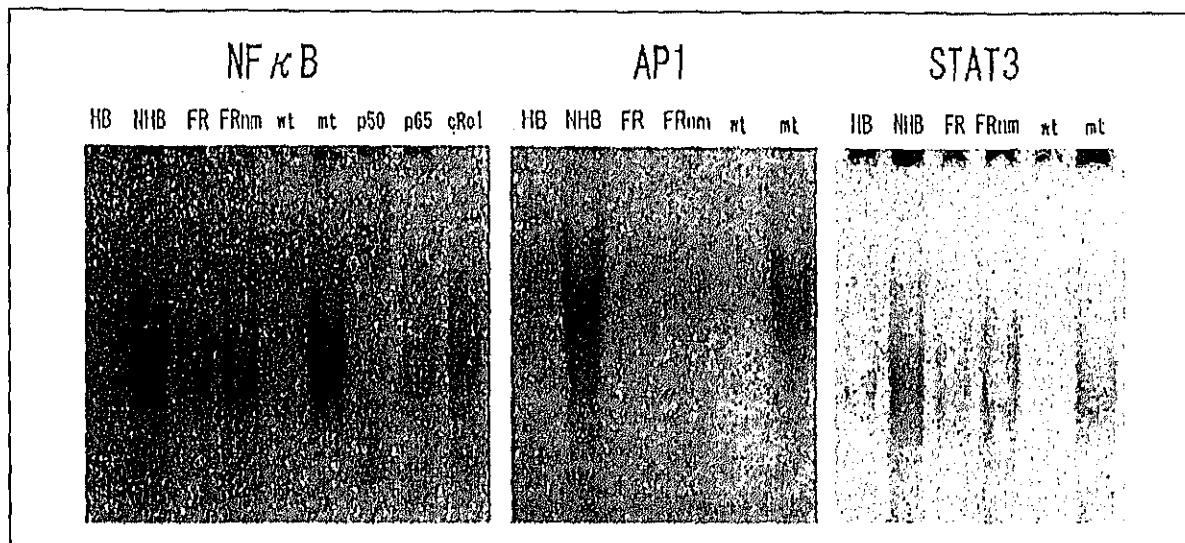 NFκB
HB NHB FR FRnm wt mt p50 p65 cRel
AP1
HB NHB FR FRnm wt mt
STAT3
HB NHB FR FRnm wt mt